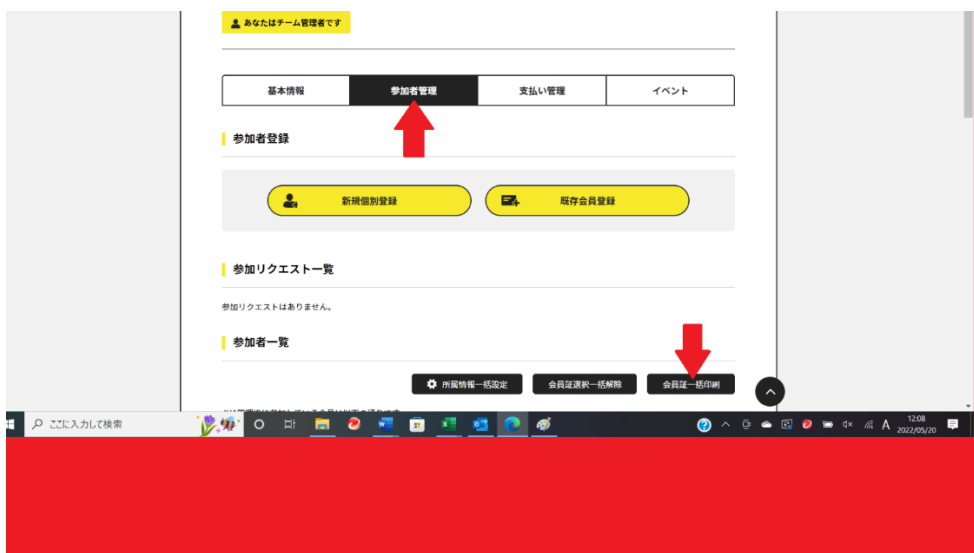 あなたはチーム管理者です
基本情報
参加者管理
支払い管理
イベント
参加者登録
新規個別登録
既存会員登録
参加リクエスト一覧
参加リクエストはありません。
参加者一覧
所属情報一括設定
会員証選択一括解除
会員証一括印刷
ここに入力して検索
A
12:08
2022/05/20